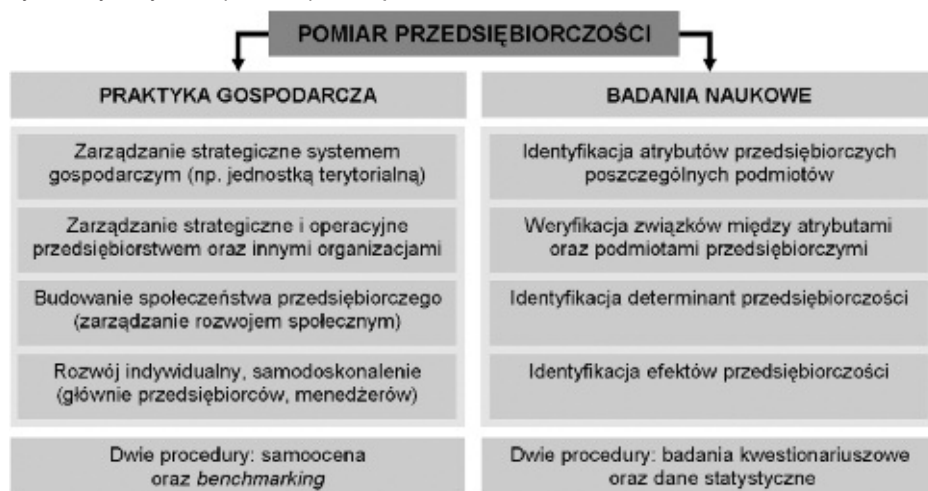 POMIAR PRZEDSIĘBIORCZOŚCI
PRAKTYKA GOSPODARCZA
Zarządzanie strategiczne systemem
gospodarczym (np. jednostką terytorialną)
Zarządzanie strategiczne i operacyjne
przedsiębiorstwem oraz innymi organizacjami
Budowanie społeczeństwa przedsiębiorczego
(zarządzanie rozwojem społecznym)
Rozwój indywidualny, samodoskonalenie
(głównie przedsiębiorców, menedżerów)
Dwie procedury: samoocena
oraz benchmarking
BADANIA NAUKOWE
Identyfikacja atrybutów przedsiębiorczych
poszczególnych podmiotów
Weryfikacja związków między atrybutami
oraz podmiotami przedsiębiorczymi
Identyfikacja determinant przedsiębiorczości
Identyfikacja efektów przedsiębiorczości
Dwie procedury: badania kwestionariuszowe
oraz dane statystyczne